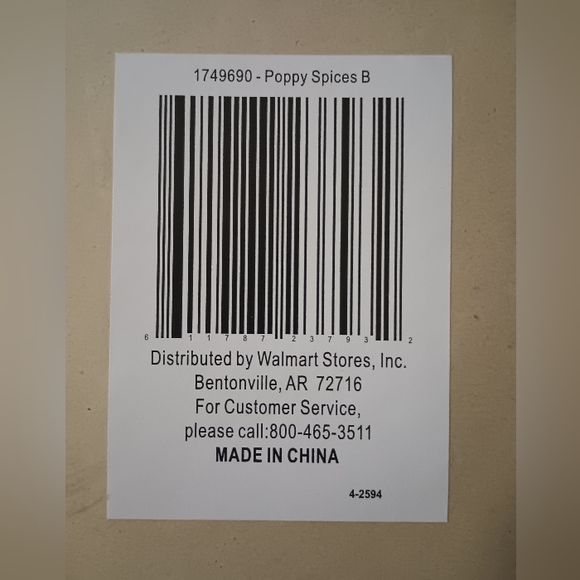 1749690 - Poppy Spices B
6 11787 23793 2
Distributed by Walmart Stores, Inc.
Bentonville, AR 72716
For Customer Service,
please call:800-465-3511
MADE IN CHINA
4-2594